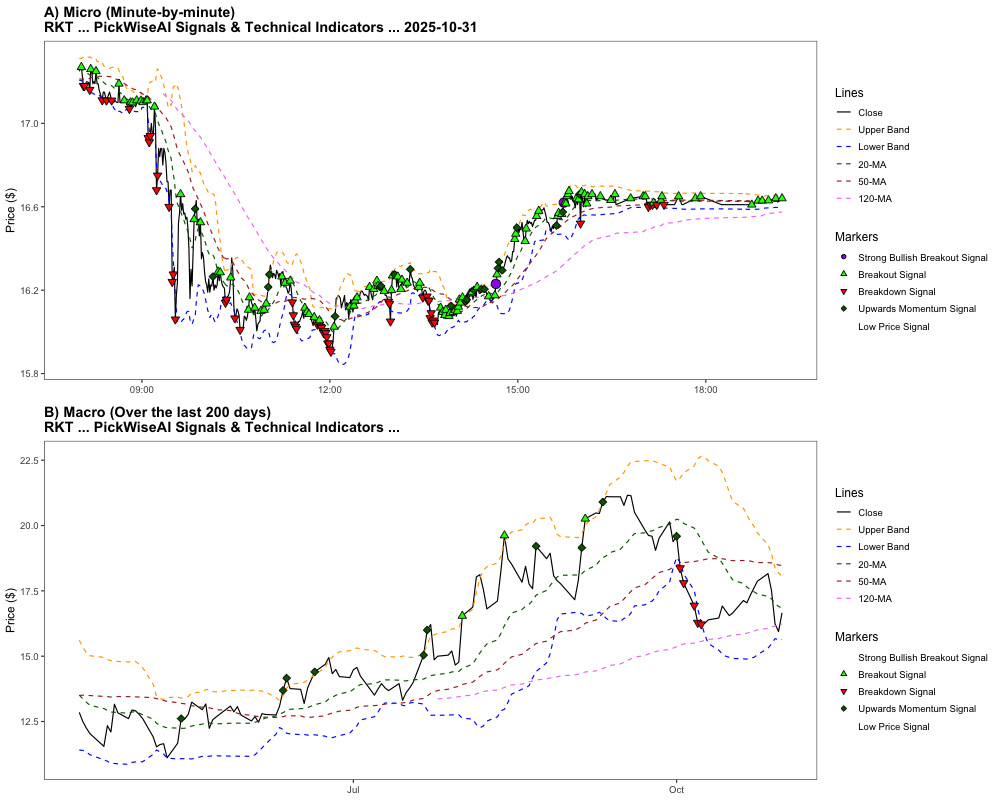 A) Micro (Minute-by-minute)
RKT ... PickWiseAI Signals & Technical Indicators ... 2025-10-31
Price ($)
17.0
16.6
16.2
15.8
09:00
12:00
15:00
18:00
Lines
Close
Upper Band
Lower Band
20-MA
50-MA
120-MA
Markers
Strong Bullish Breakout Signal
Breakout Signal
Breakdown Signal
Upwards Momentum Signal
Low Price Signal
B) Macro (Over the last 200 days)
RKT ... PickWiseAI Signals & Technical Indicators ...
Price ($)
22.5
20.0
17.5
15.0
12.5
Jul
Oct
Lines
Close
Upper Band
Lower Band
20-MA
50-MA
120-MA
Markers
Strong Bullish Breakout Signal
Breakout Signal
Breakdown Signal
Upwards Momentum Signal
Low Price Signal